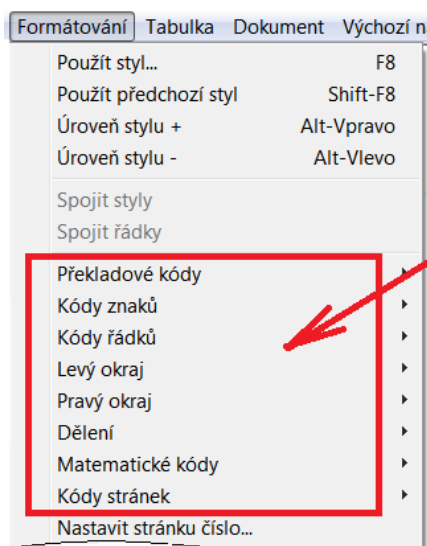 Formátování Tabulka Dokument Výchozí
Použít styl... F8
Použít předchozí styl Shift-F8
Úroveň stylu + Alt-Vpravo
Úroveň stylu - Alt-Vlevo
Spojit styly
Spojit řádky
Překladové kódy
Kódy znaků
Kódy řádků
Levý okraj
Pravý okraj
Dělení
Matematické kódy
Kódy stránek
Nastavit stránku číslo...